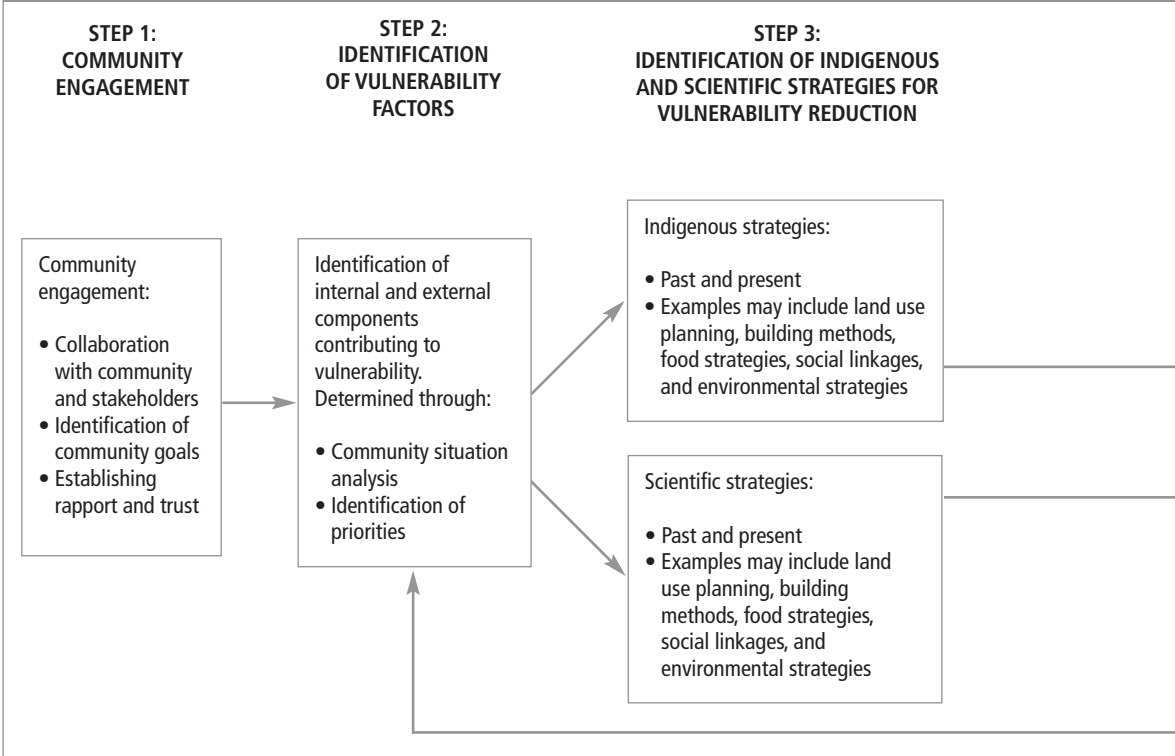 STEP 1:
COMMUNITY
ENGAGEMENT
STEP 2:
IDENTIFICATION
OF VULNERABILITY
FACTORS
STEP 3:
IDENTIFICATION OF INDIGENOUS
AND SCIENTIFIC STRATEGIES FOR
VULNERABILITY REDUCTION
Community
engagement:
• Collaboration
with community
and stakeholders
• Identification of
community goals
• Establishing
rapport and trust
Identification of
internal and external
components
contributing to
vulnerability.
Determined through:
• Community situation
analysis
• Identification of
priorities
Indigenous strategies:
• Past and present
• Examples may include land use
planning, building methods,
food strategies, social linkages,
and environmental strategies
Scientific strategies:
• Past and present
• Examples may include land
use planning, building
methods, food strategies,
social linkages, and
environmental strategies